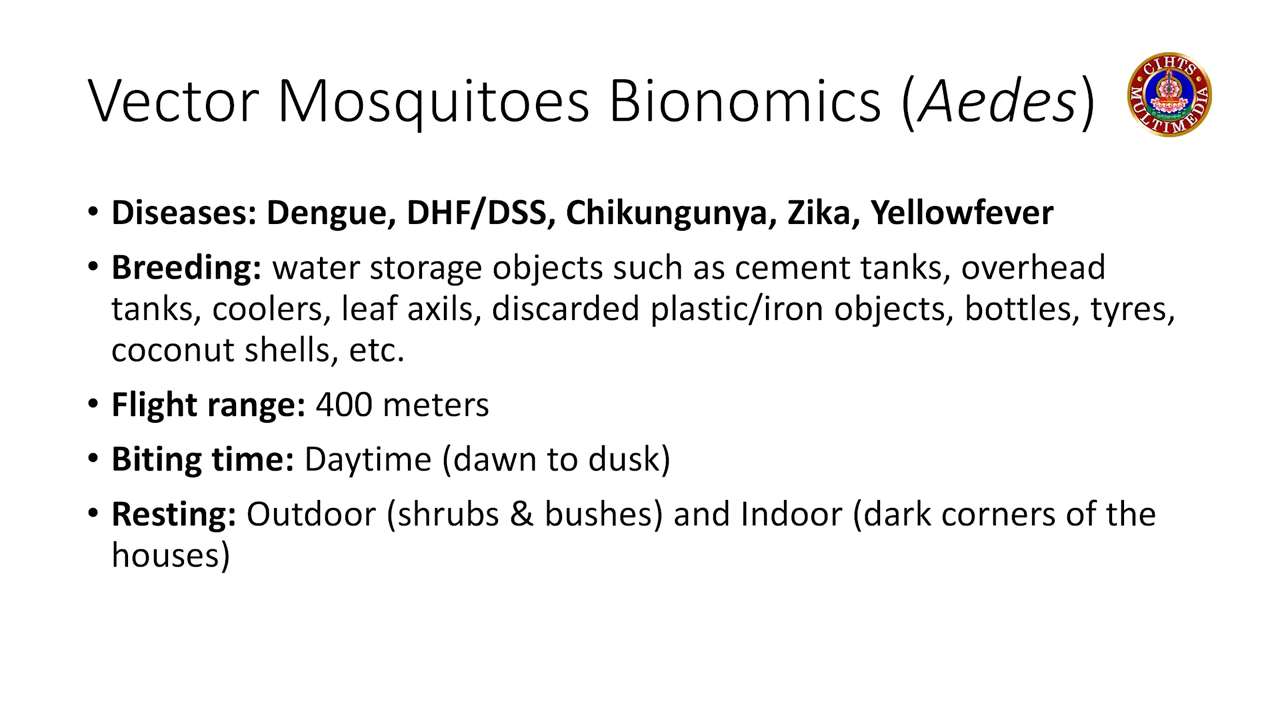 Vector Mosquitoes Bionomics (Aedes)
CIHTS
MULTIMEDIA
• Diseases: Dengue, DHF/DSS, Chikungunya, Zika, Yellowfever
• Breeding: water storage objects such as cement tanks, overhead
tanks, coolers, leaf axils, discarded plastic/iron objects, bottles, tyres,
coconut shells, etc.
• Flight range: 400 meters
• Biting time: Daytime (dawn to dusk)
• Resting: Outdoor (shrubs & bushes) and Indoor (dark corners of the
houses)